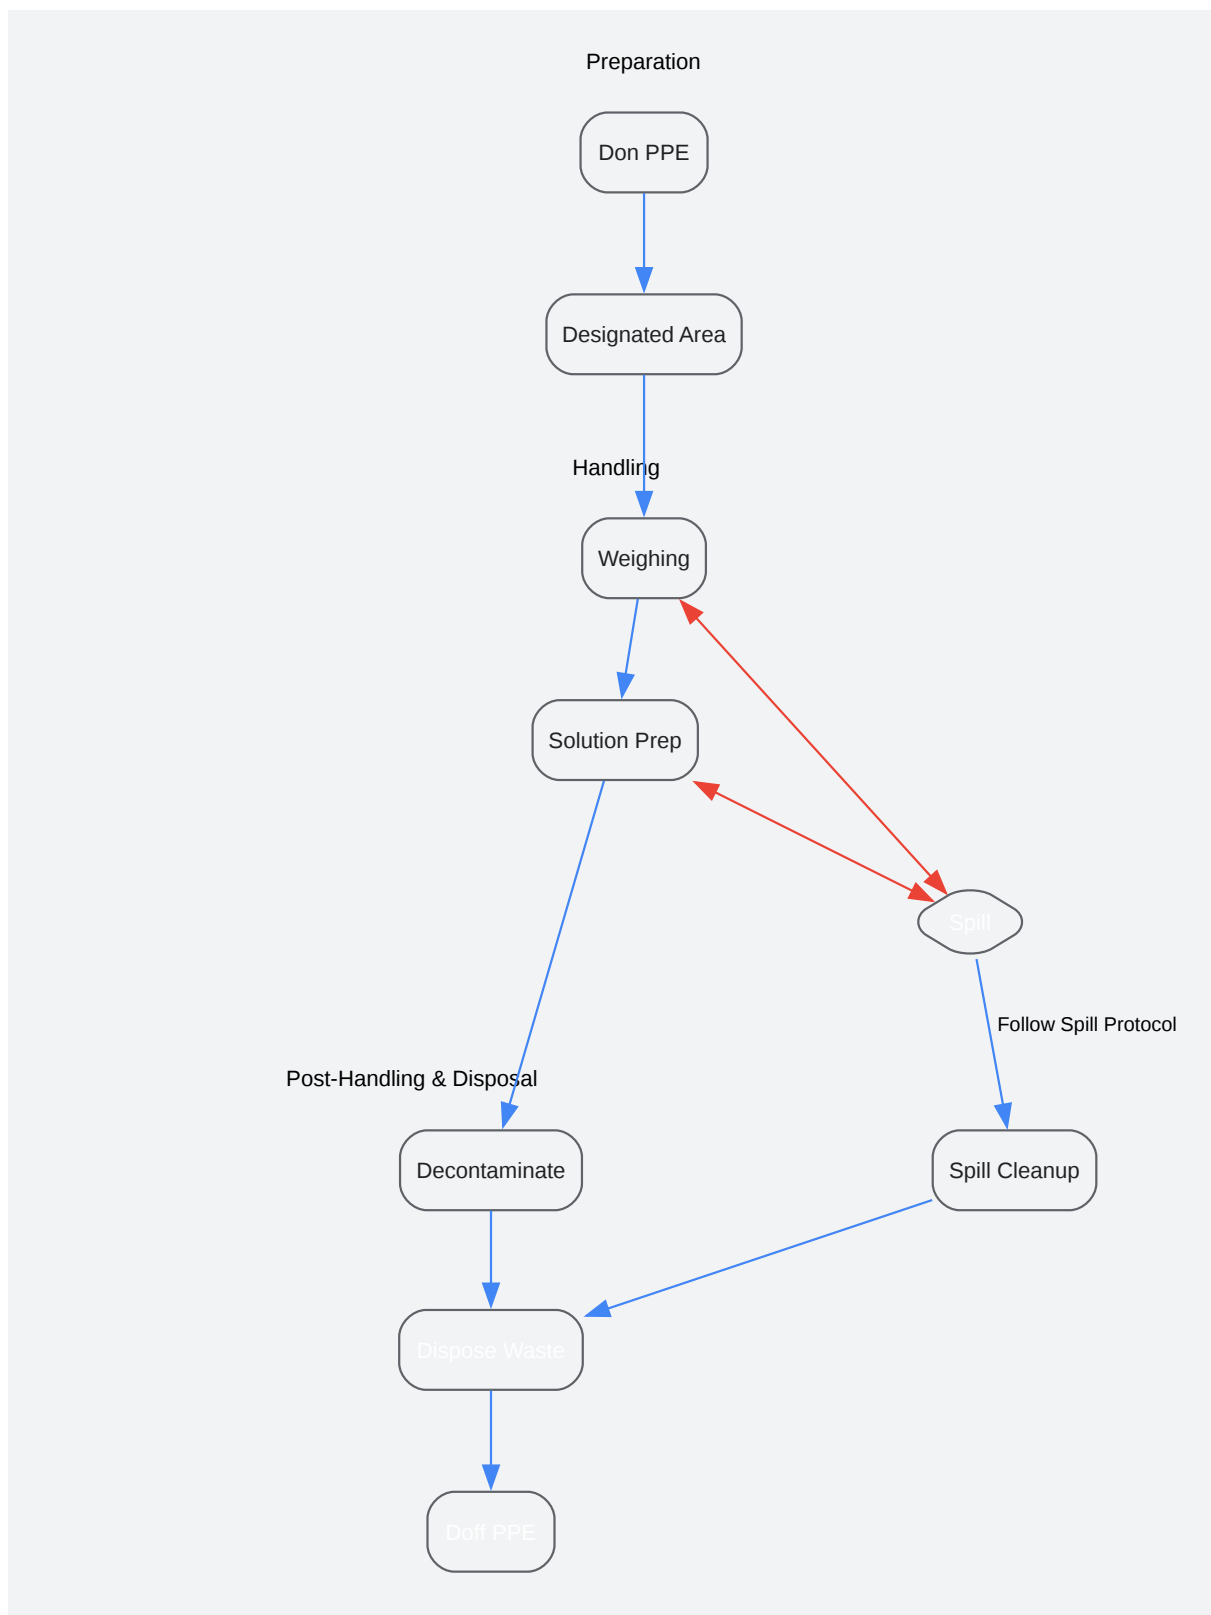 Preparation
Don PPE
Designated Area
Handling
Weighing
Solution Prep
Spill
Follow Spill Protocol
Post-Handling & Disposal
Decontaminate
Spill Cleanup
Dispose Waste
Doff PPE